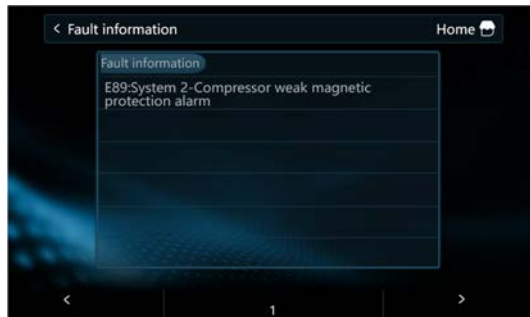 < Fault information
Home
Fault information
E89:System 2-Compressor weak magnetic
protection alarm
< 1 >